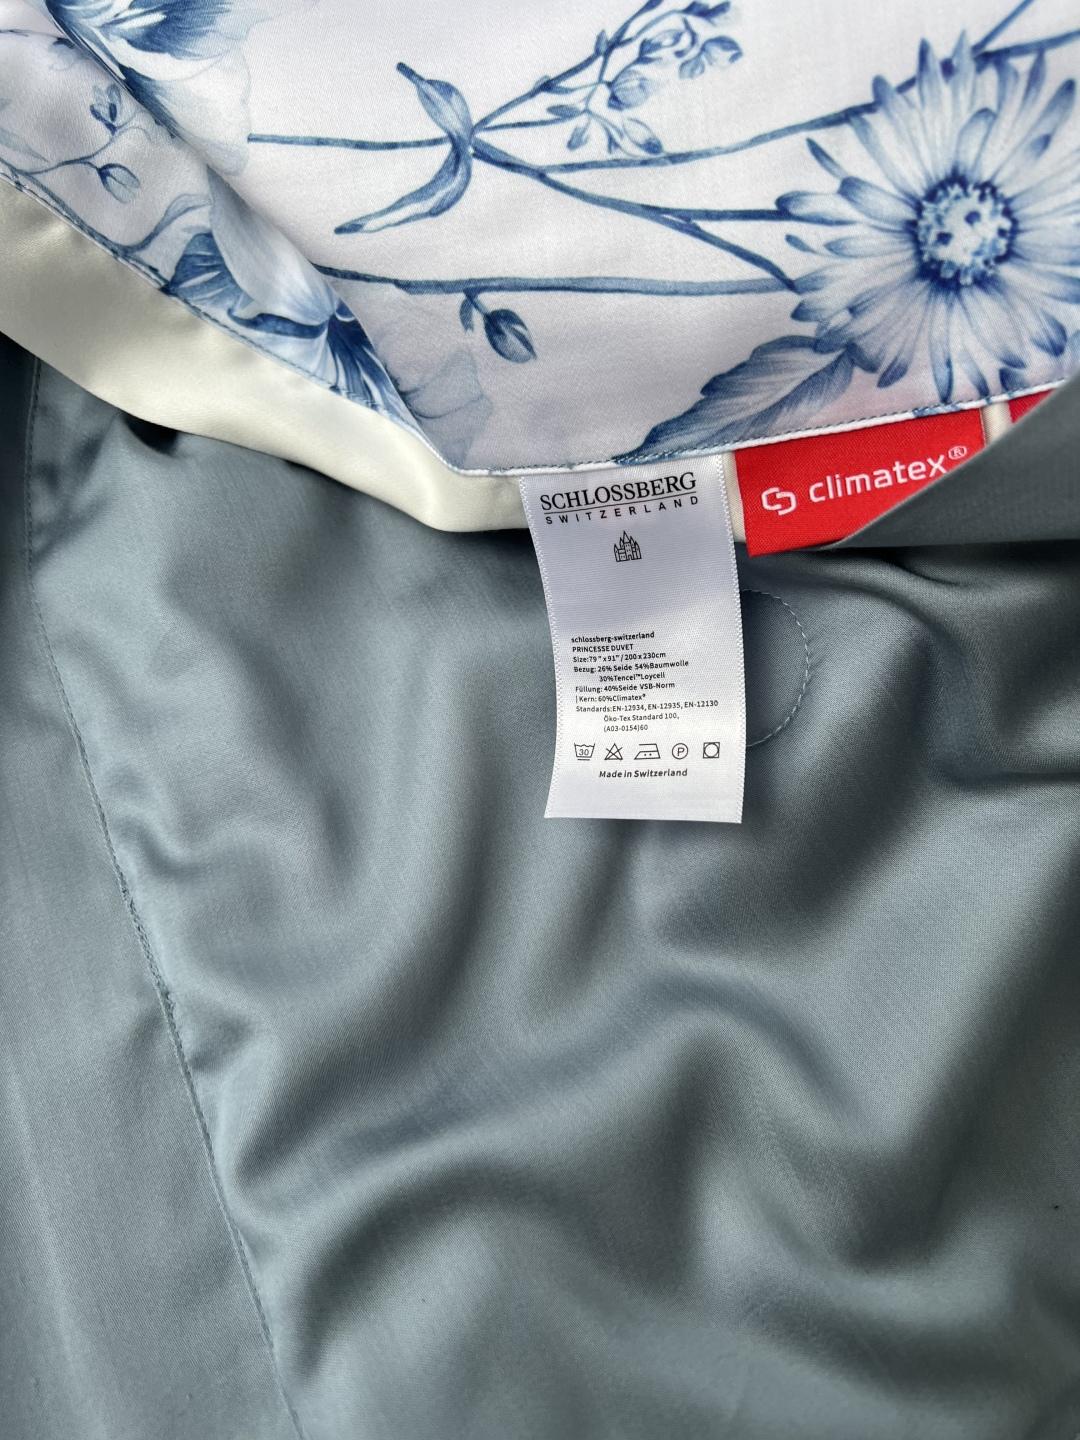 SCHLOSSBERG
SWITZERLAND
climatex®
schlossberg-switzerland
PRINCESSE DUVET
Size:79" x 91" / 200 x 230cm
Bezug: 26% Seide 54%Baumwolle
30%Tencel™Loycell
Füllung: 40%Seide VSB-Norm
| Kern: 60%Climatex®
Standards:EN-12934, EN-12935, EN-12130
Öko-Tex Standard 100,
(A03-0154)60
30 P
Made in Switzerland